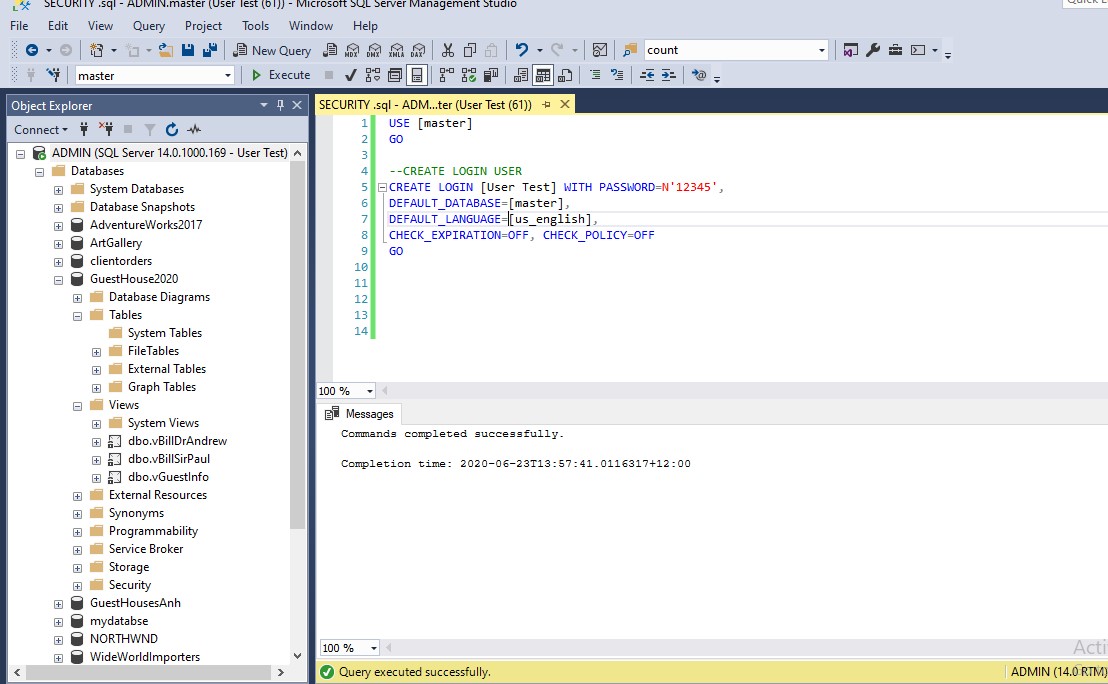 SECURITY .sql - ADMIN.master (User Test (61)) - Microsoft SQL Server Management Studio
Quick
File Edit View Query Project Tools Window Help
New Query MDX DMX XMLA DAX count
master Execute
Object Explorer
SECURITY .sql - ADM...ter (User Test (61))
Connect
ADMIN (SQL Server 14.0.1000.169 - User Test)
Databases
System Databases
Database Snapshots
AdventureWorks2017
ArtGallery
clientorders
GuestHouse2020
Database Diagrams
Tables
System Tables
FileTables
External Tables
Graph Tables
Views
System Views
dbo.vBillDrAndrew
dbo.vBillSirPaul
dbo.vGuestInfo
External Resources
Synonyms
Programmability
Service Broker
Storage
Security
GuestHousesAnh
mydatabse
NORTHWND
WideWorldImporters
1 USE [master]
2 GO
3
4 --CREATE LOGIN USER
5 CREATE LOGIN [User Test] WITH PASSWORD=N'12345',
6 DEFAULT_DATABASE=[master],
7 DEFAULT_LANGUAGE=[us_english],
8 CHECK_EXPIRATION=OFF, CHECK_POLICY=OFF
9 GO
10
11
12
13
14
100 %
Messages
Commands completed successfully.
Completion time: 2020-06-23T13:57:41.0116317+12:00
100 %
Acti
Query executed successfully.
ADMIN (14.0 RTM)